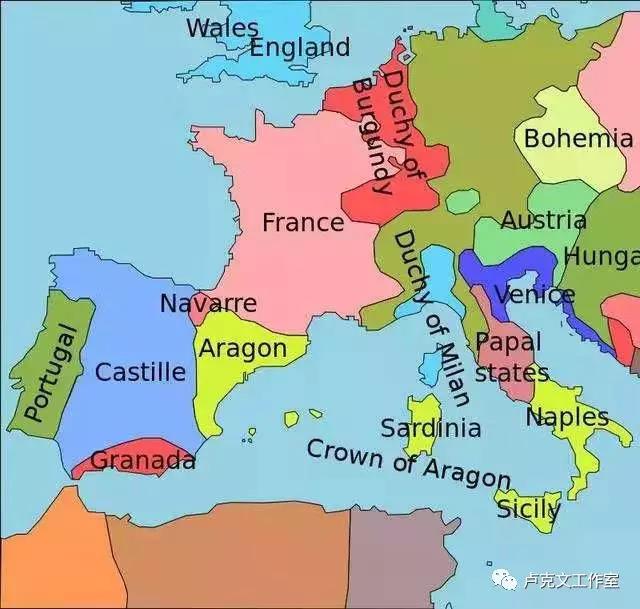 Wales
England
Duchy of
Burgundy
Bohemia
France
Austria
Hunga
Duchy of Milan
Venice
Navarre
Portugal
Castille
Aragon
Papal
states
Sardinia
Naples
Granada
Crown of Aragon
Sicily
卢克文工作室